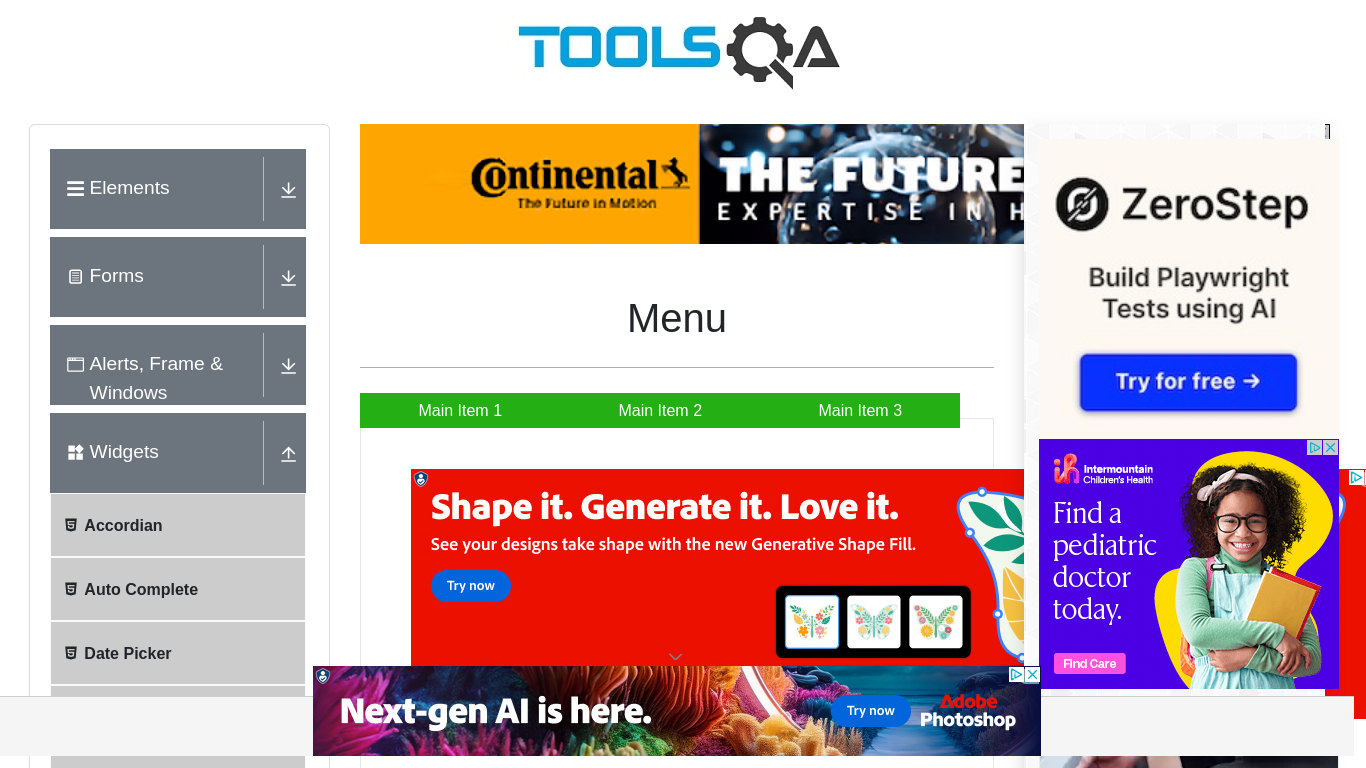 TOOLSQA
Elements
Forms
Alerts, Frame &
Windows
Widgets
Accordian
Auto Complete
Date Picker
Continental
The Future in Motion
THE FUTURE
EXPERTISE IN H
Menu
Main Item 1
Main Item 2
Main Item 3
Shape it. Generate it. Love it.
See your designs take shape with the new Generative Shape Fill.
Try now
ZeroStep
Build Playwright
Tests using AI
Try for free →
Intermountain
Children's Health
Find a
pediatric
doctor
today.
Find Care
Next-gen AI is here.
Try now
Adobe
Photoshop